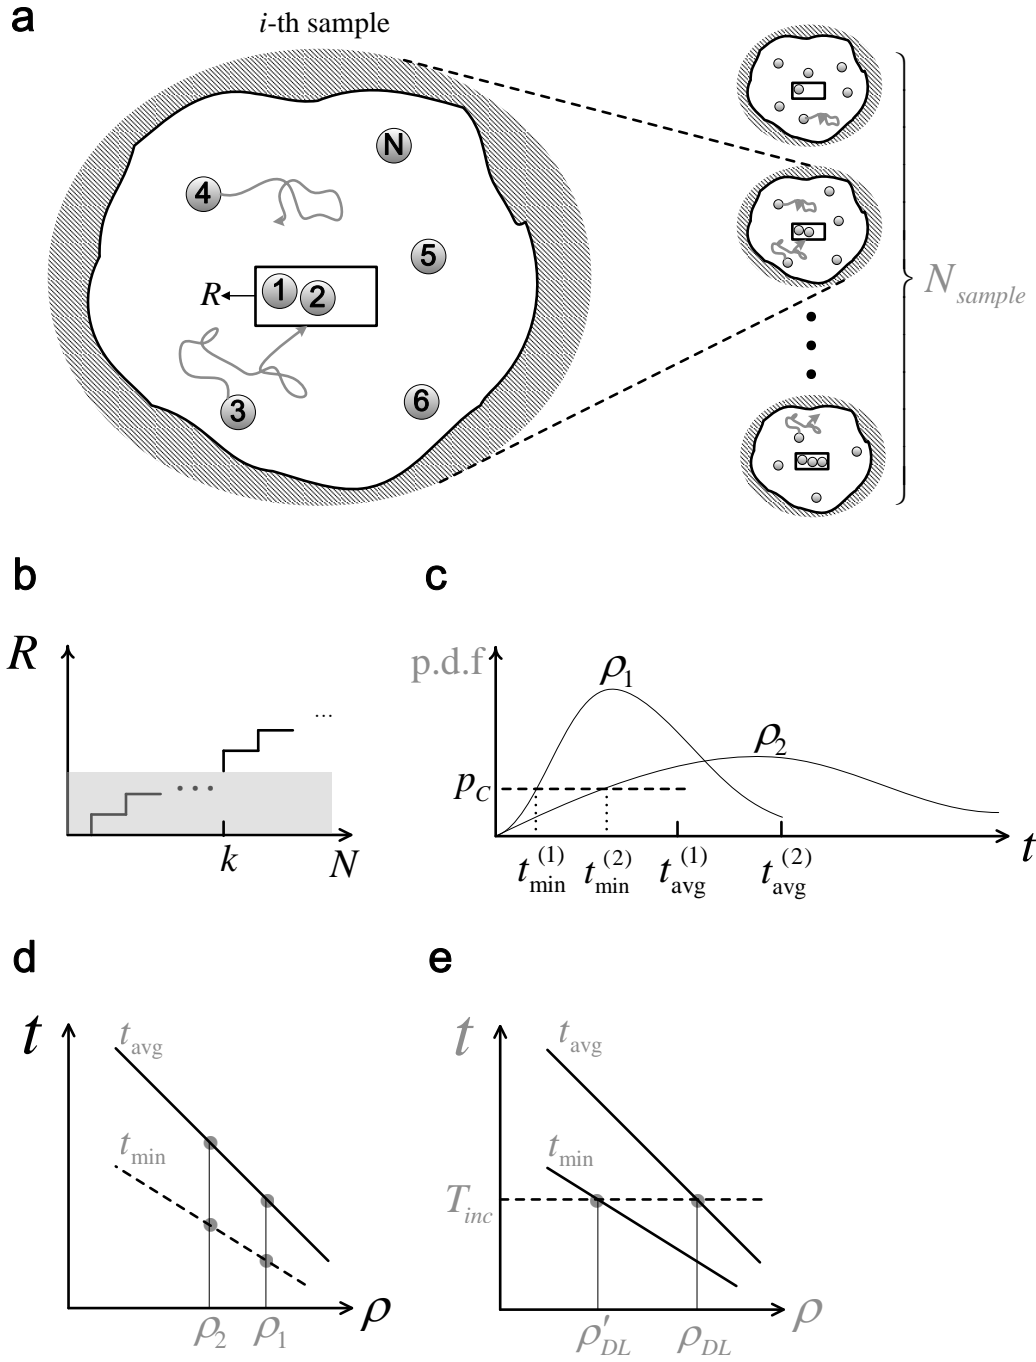 a
i-th sample
N
4
5
R
1
2
3
6
N_sample
b
c
R
...
k
N
p.d.f
ρ₁
ρ₂
p_C
t_min^(1)
t_min^(2)
t_avg^(1)
t_avg^(2)
t
d
e
t
t_avg
t_min
ρ₂
ρ₁
ρ
t
t_avg
t_min
T_inc
ρ'_DL
ρ_DL
ρ